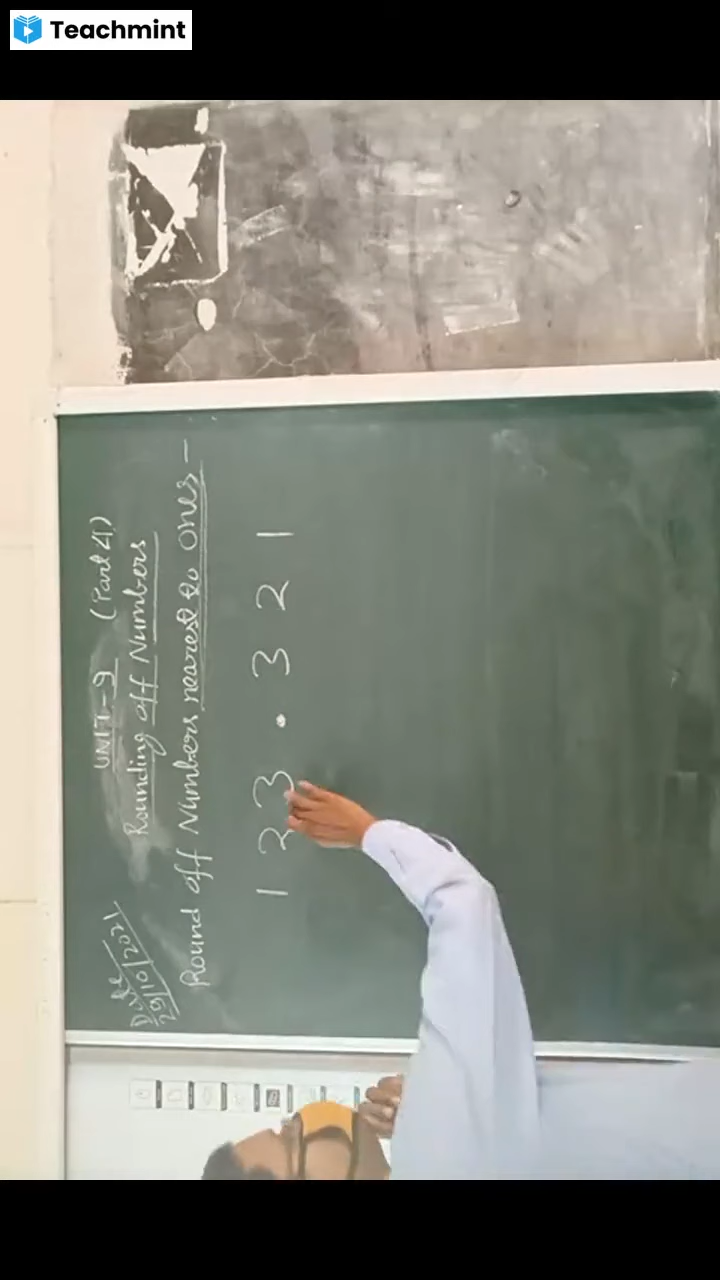 Teachmint
Date
29/10/2021
UNIT-9 (Part 4)
Rounding off Numbers
Round off Numbers nearest to ones-
123.321